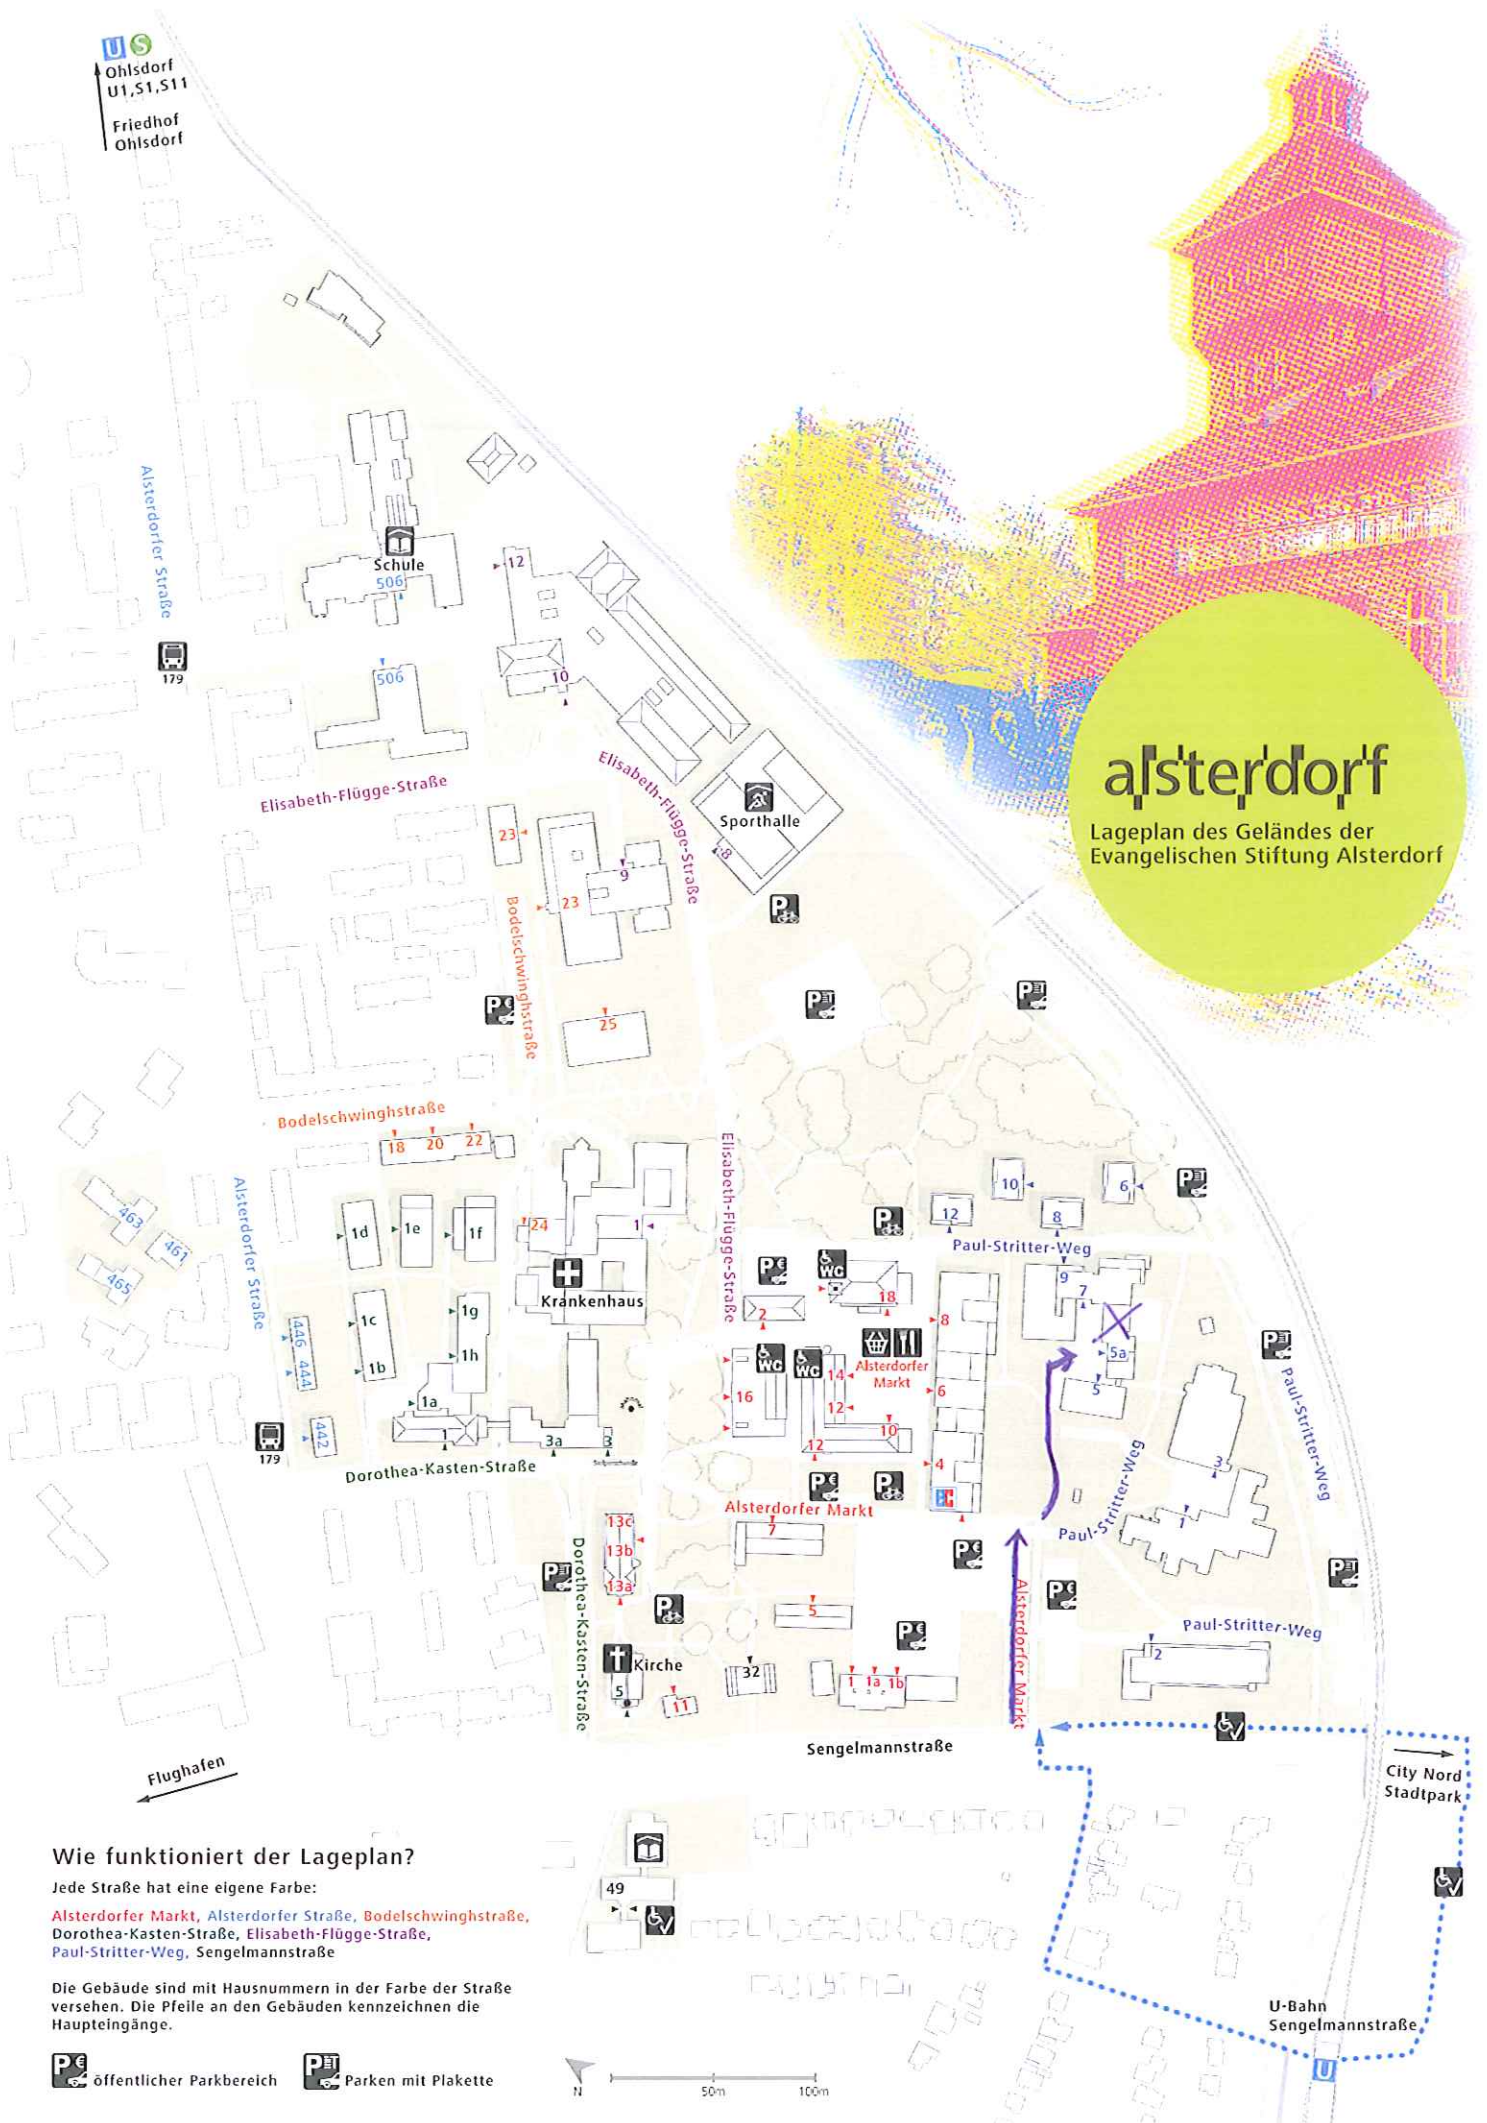 U S
Ohlsdorf
U1,S1,S11
Friedhof
Ohlsdorf
Alsterdorfer Straße
179
Schule
506
506
12
10
Elisabeth-Flügge-Straße
Elisabeth-Flügge-Straße
Sporthalle
8
alsterdorf
Lageplan des Geländes der
Evangelischen Stiftung Alsterdorf
23
9
23
Bodelschwinghstraße
P
P€
P
P
25
Bodelschwinghstraße
18 20 22
Elisabeth-Flügge-Straße
463
461
465
Alsterdorfer Straße
1d
1e
1f
24
1
Krankenhaus
10
6
P
12
8
P
Paul-Stritter-Weg
P€
WC
9
7
18
2
8
1c
1g
446
444
1b
1h
1a
442
179
1
3a
3
Dorothea-Kasten-Straße
WC
WC
Alsterdorfer
Markt
14
16
12
6
10
12
4
5a
5
P
Paul-Stritter-Weg
3
Paul-Stritter-Weg
1
P€
P
Alsterdorfer Markt
7
13c
13b
13a
P
Dorothea-Kasten-Straße
P
5
P€
P€
P
Alsterdorfer Markt
P€
Paul-Stritter-Weg
2
Kirche
5
32
11
1 1a 1b
Sengelmannstraße
Flughafen
City Nord
Stadtpark
49
U-Bahn
Sengelmannstraße
U
Wie funktioniert der Lageplan?
Jede Straße hat eine eigene Farbe:
Alsterdorfer Markt, Alsterdorfer Straße, Bodelschwinghstraße,
Dorothea-Kasten-Straße, Elisabeth-Flügge-Straße,
Paul-Stritter-Weg, Sengelmannstraße
Die Gebäude sind mit Hausnummern in der Farbe der Straße
versehen. Die Pfeile an den Gebäuden kennzeichnen die
Haupteingänge.
P€ öffentlicher Parkbereich
P Parken mit Plakette
N
50m
100m